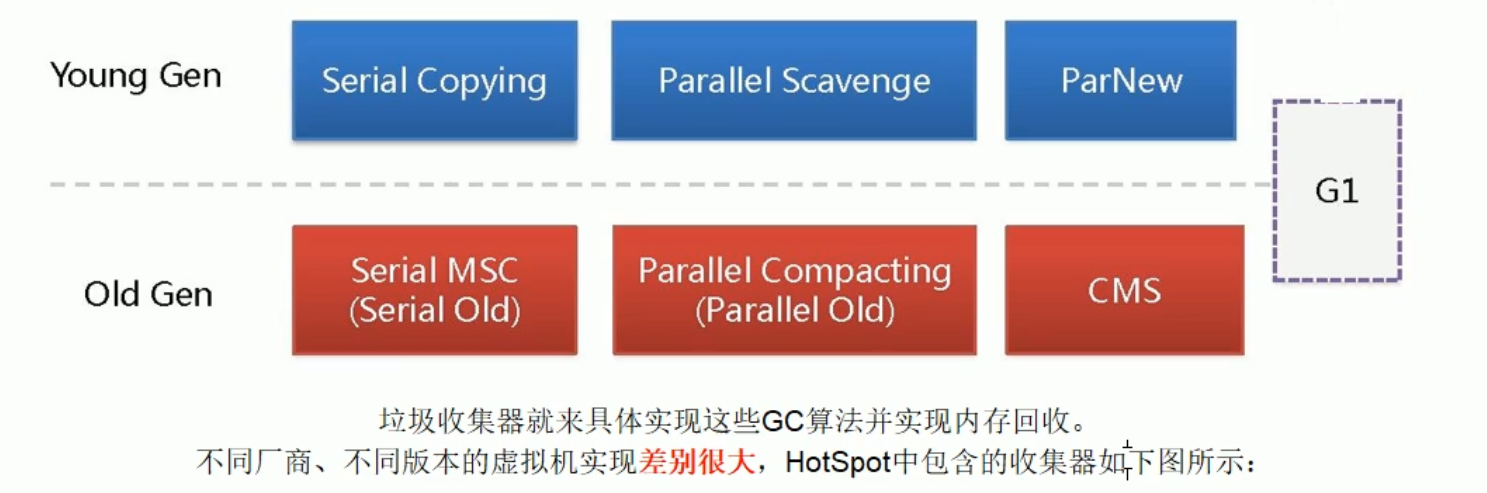 Young Gen
Serial Copying
Parallel Scavenge
ParNew
G1
Old Gen
Serial MSC
(Serial Old)
Parallel Compacting
(Parallel Old)
CMS
垃圾收集器就来具体实现这些GC算法并实现内存回收。
不同厂商、不同版本的虚拟机实现差别很大，HotSpot中包含的收集器如下图所示：